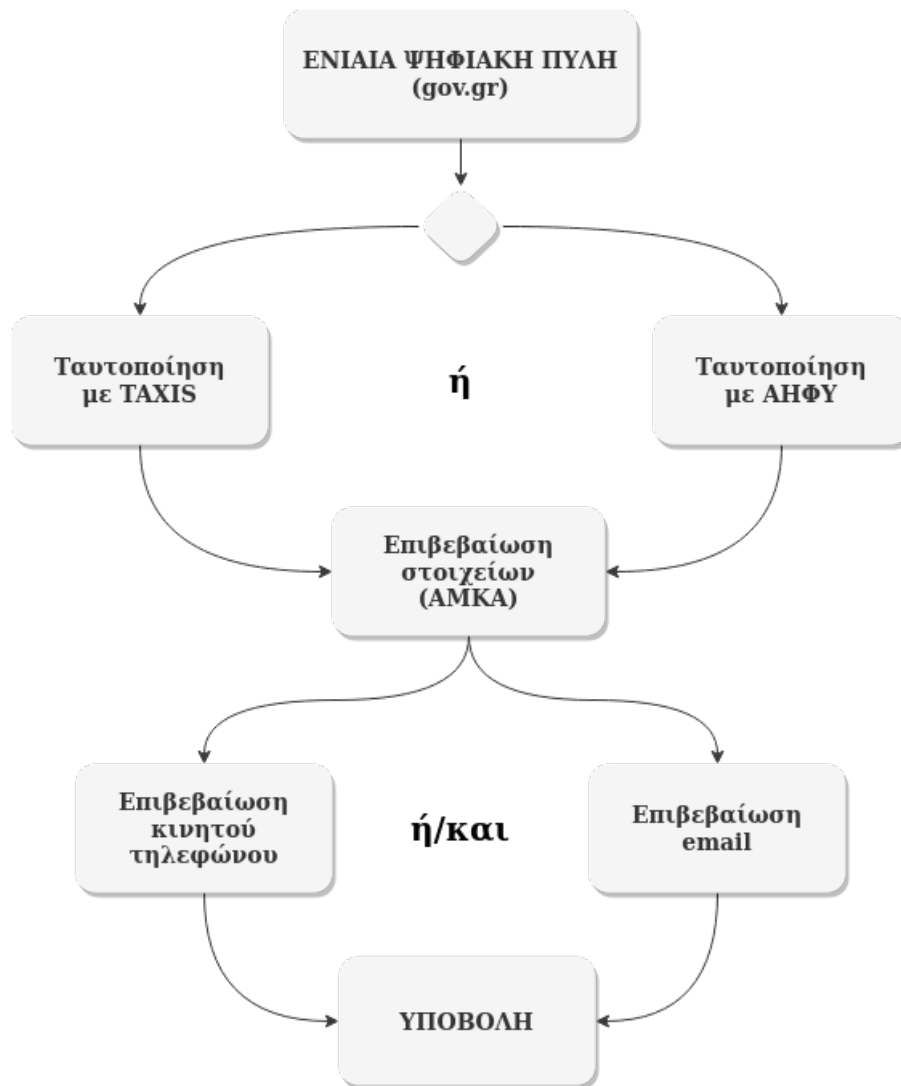 ΕΝΙΑΙΑ ΨΗΦΙΑΚΗ ΠΥΛΗ
(gov.gr)
Ταυτοποίηση
με TAXIS
ή
Ταυτοποίηση
με ΑΗΦΥ
Επιβεβαίωση
στοιχείων
(ΑΜΚΑ)
Επιβεβαίωση
κινητού
τηλεφώνου
ή/και
Επιβεβαίωση
email
ΥΠΟΒΟΛΗ